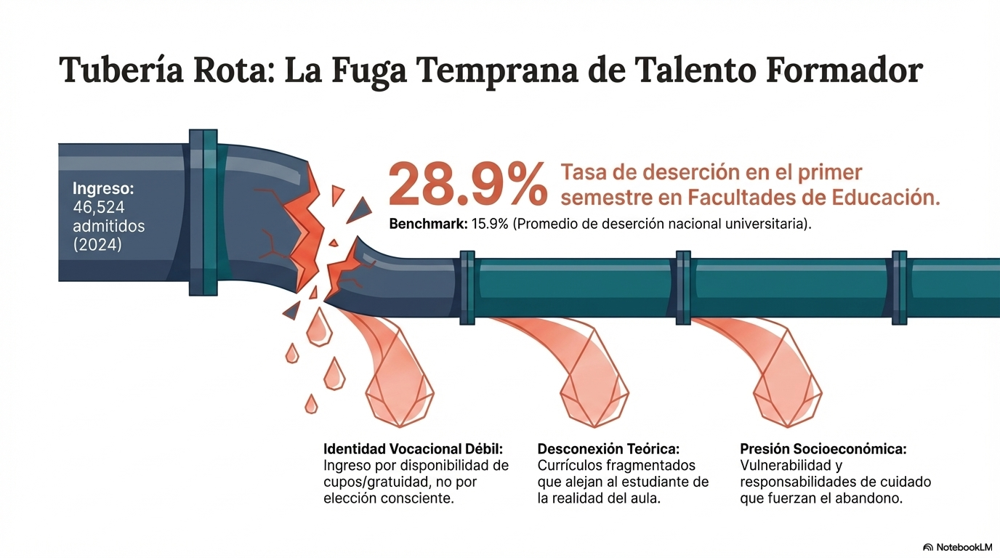 Tubería Rota: La Fuga Temprana de Talento Formador
Ingreso:
46,524
admitidos
(2024)
28.9%
Tasa de deserción en el primer
semestre en Facultades de Educación.
Benchmark: 15.9% (Promedio de deserción nacional universitaria).
Identidad Vocacional Débil:
Ingreso por disponibilidad de
cupos/gratuidad, no por
elección consciente.
Desconexión Teórica:
Currículos fragmentados
que alejan al estudiante de
la realidad del aula.
Presión Socioeconómica:
Vulnerabilidad y
responsabilidades de cuidado
que fuerzan el abandono.
NotebookLM